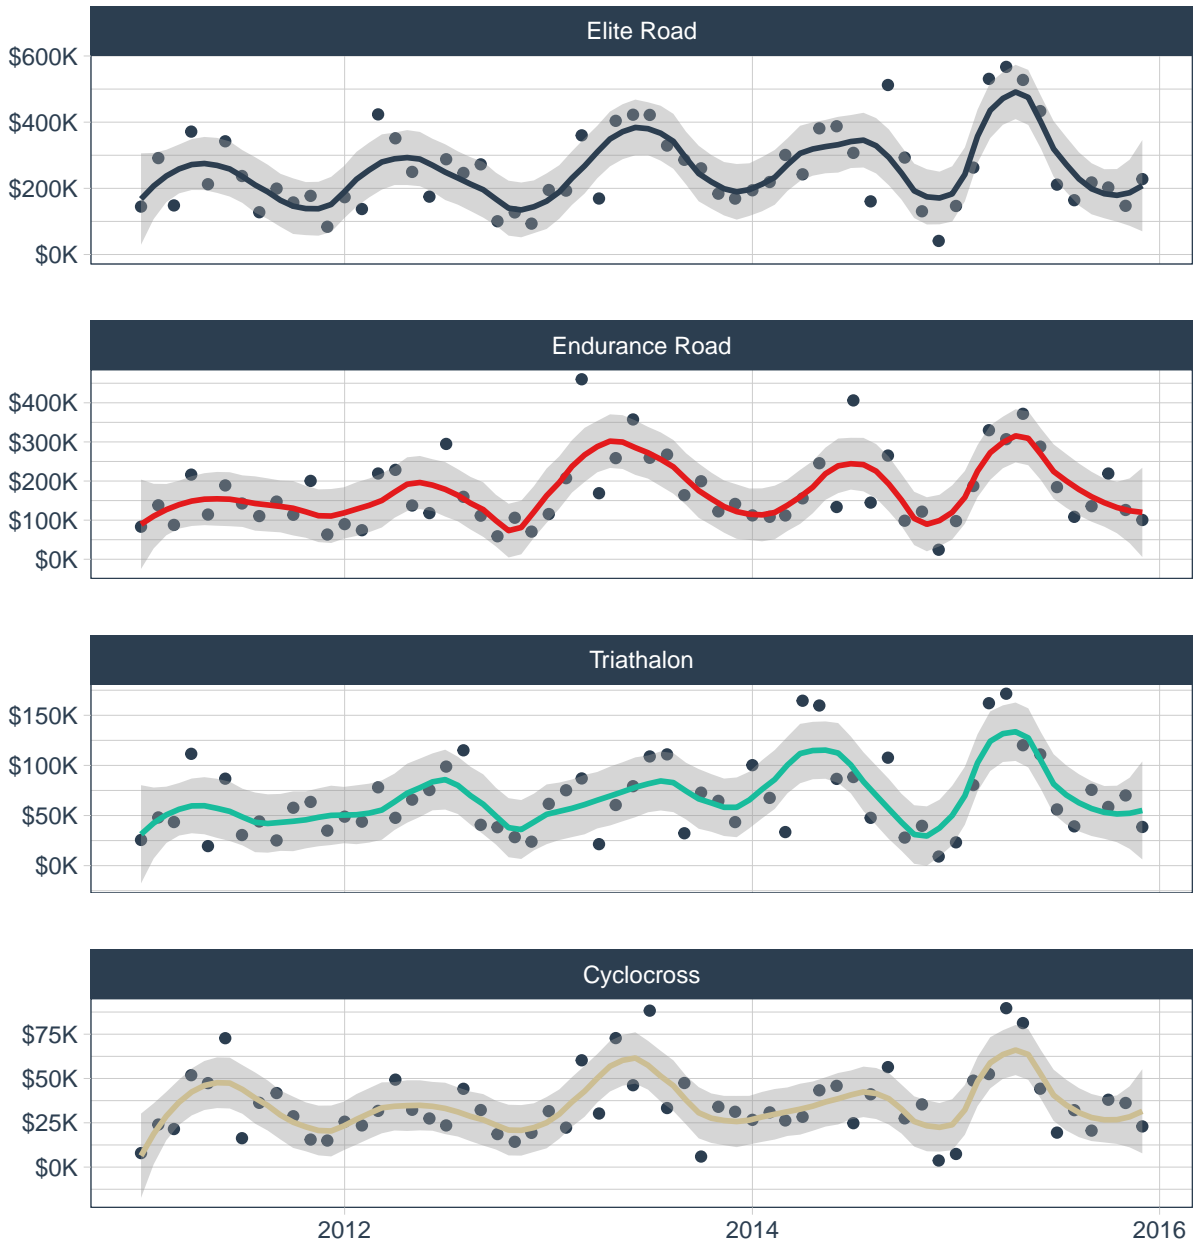 Elite Road
$600K
$400K
$200K
$0K
Endurance Road
$400K
$300K
$200K
$100K
$0K
Triathalon
$150K
$100K
$50K
$0K
Cyclocross
$75K
$50K
$25K
$0K
2012 2014 2016